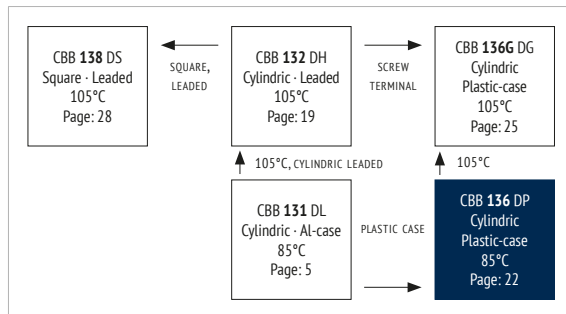 CBB 138 DS
Square · Leaded
105°C
Page: 28
SQUARE,
LEADED
CBB 132 DH
Cylindric · Leaded
105°C
Page: 19
SCREW
TERMINAL
CBB 136G DG
Cylindric
Plastic-case
105°C
Page: 25
105°C, CYLINDRIC LEADED
105°C
CBB 131 DL
Cylindric · Al-case
85°C
Page: 5
PLASTIC CASE
CBB 136 DP
Cylindric
Plastic-case
85°C
Page: 22